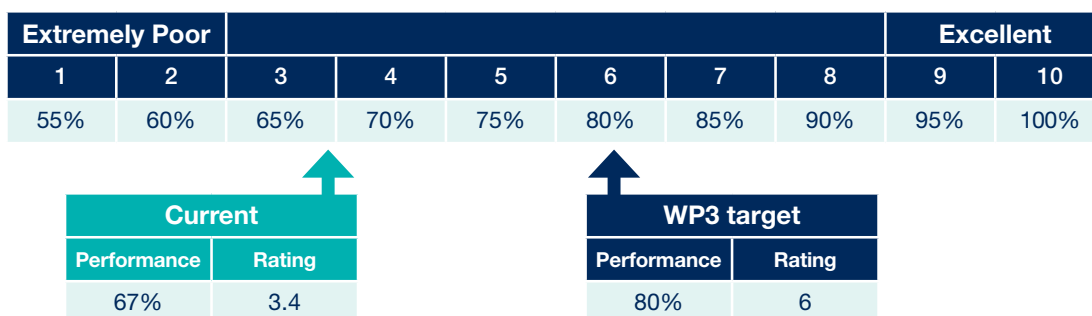 Extremely Poor Excellent
1 2 3 4 5 6 7 8 9 10
55% 60% 65% 70% 75% 80% 85% 90% 95% 100%
Current WP3 target
Performance Rating Performance Rating
67% 3.4 80% 6